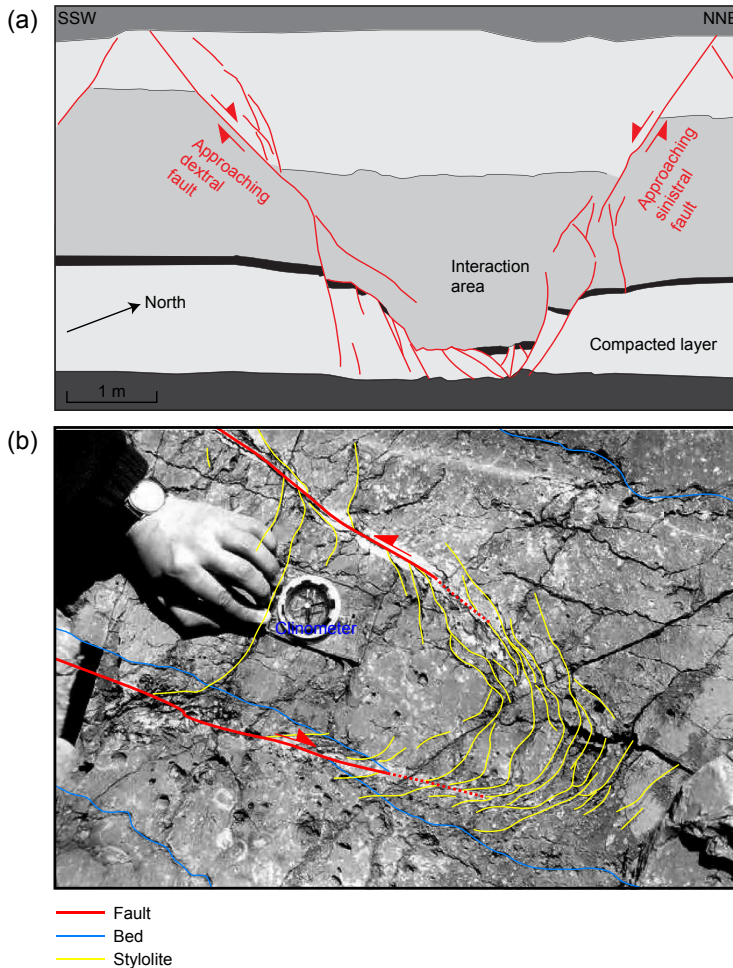 (a)
SSW
NNE
Approaching
dextral
fault
Approaching
sinistral
fault
Interaction
area
North
Compacted layer
1 m
(b)
Clinometer
Fault
Bed
Stylolite